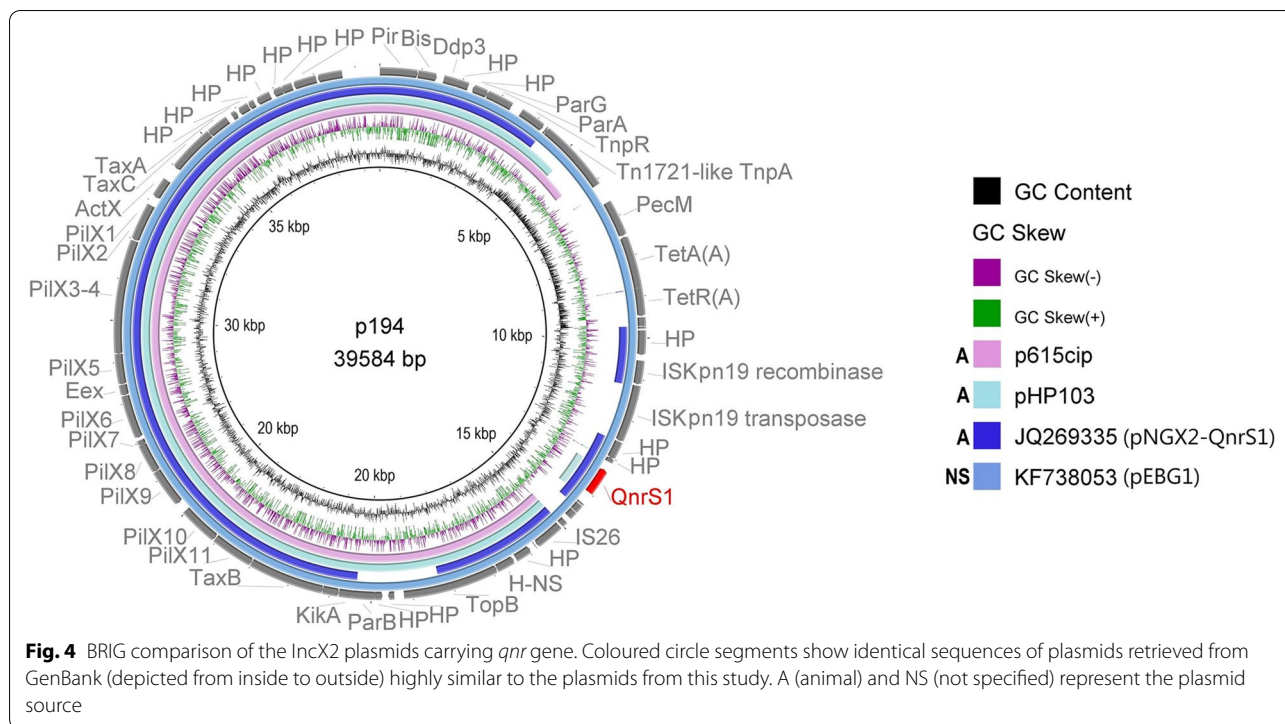 HP
HP
HP
HP
HP
HP
HP
TaxA
TaxC
ActX
PilX1
PilX2
PilX3-4
PilX5
Eex
PilX6
PilX7
PilX8
PilX9
PilX10
PilX11
TaxB
KikA
ParB
HP
HP
TopB
H-NS
HP
IS26
QnrS1
HP
HP
ISKpn19 transposase
ISKpn19 recombinase
HP
TetR(A)
TetA(A)
PecM
Tn1721-like TnpA
TnpR
ParA
ParG
HP
HP
Ddp3
Bis
Pir
35 kbp
5 kbp
30 kbp
10 kbp
20 kbp
15 kbp
20 kbp
p194
39584 bp
GC Content
GC Skew
GC Skew(-)
GC Skew(+)
A p615cip
A pHP103
A JQ269335 (pNGX2-QnrS1)
NS KF738053 (pEBG1)
Fig. 4 BRIG comparison of the IncX2 plasmids carrying qnr gene. Coloured circle segments show identical sequences of plasmids retrieved from
GenBank (depicted from inside to outside) highly similar to the plasmids from this study. A (animal) and NS (not specified) represent the plasmid
source